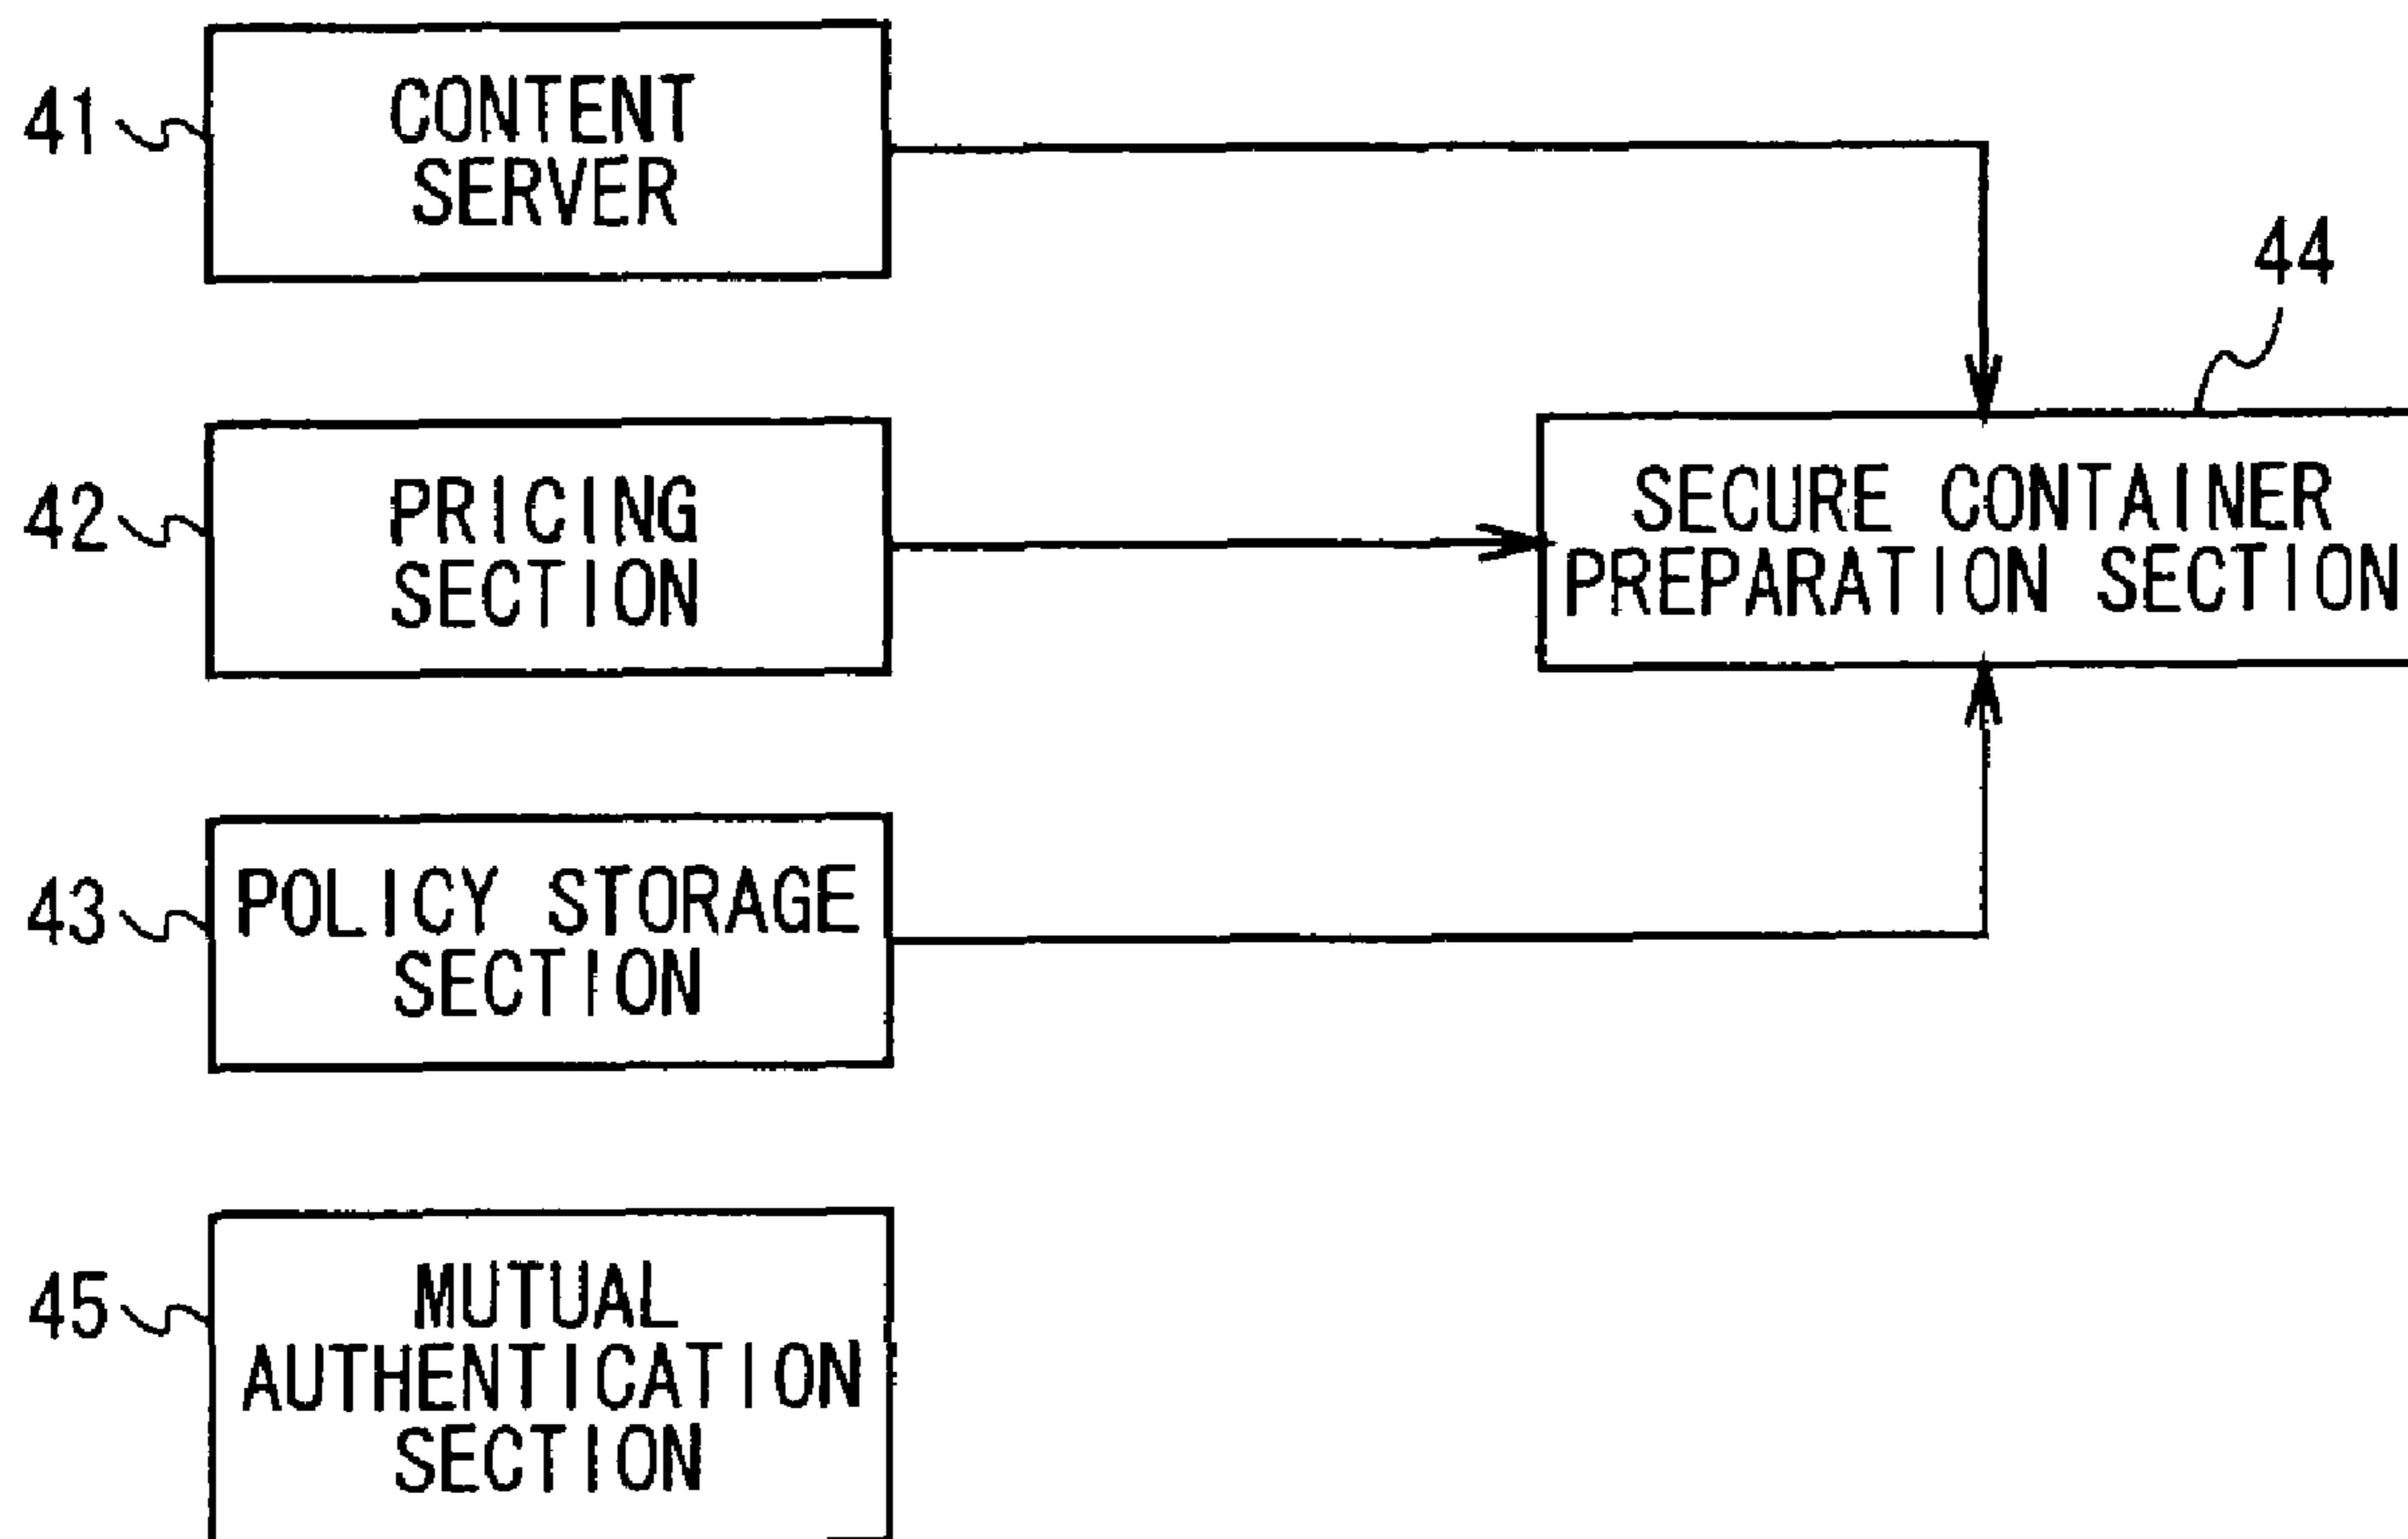 41
CONTENT
SERVER
44
42
PRICING
SECTION
SECURE CONTAINER
PREPARATION SECTION
43
POLICY STORAGE
SECTION
45
MUTUAL
AUTHENTICATION
SECTION